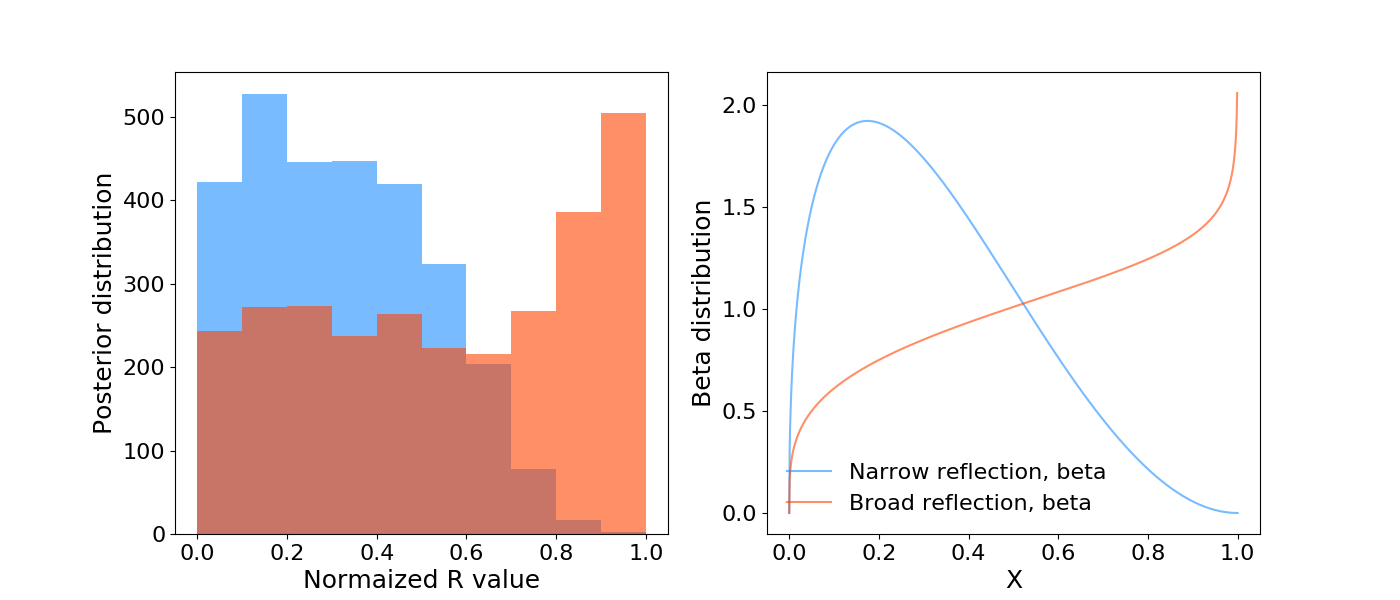 500
400
300
200
100
0
Posterior distribution
0.0 0.2 0.4 0.6 0.8 1.0
Normaized R value
2.0
1.5
1.0
0.5
0.0
Beta distribution
Narrow reflection, beta
Broad reflection, beta
0.0 0.2 0.4 0.6 0.8 1.0
X